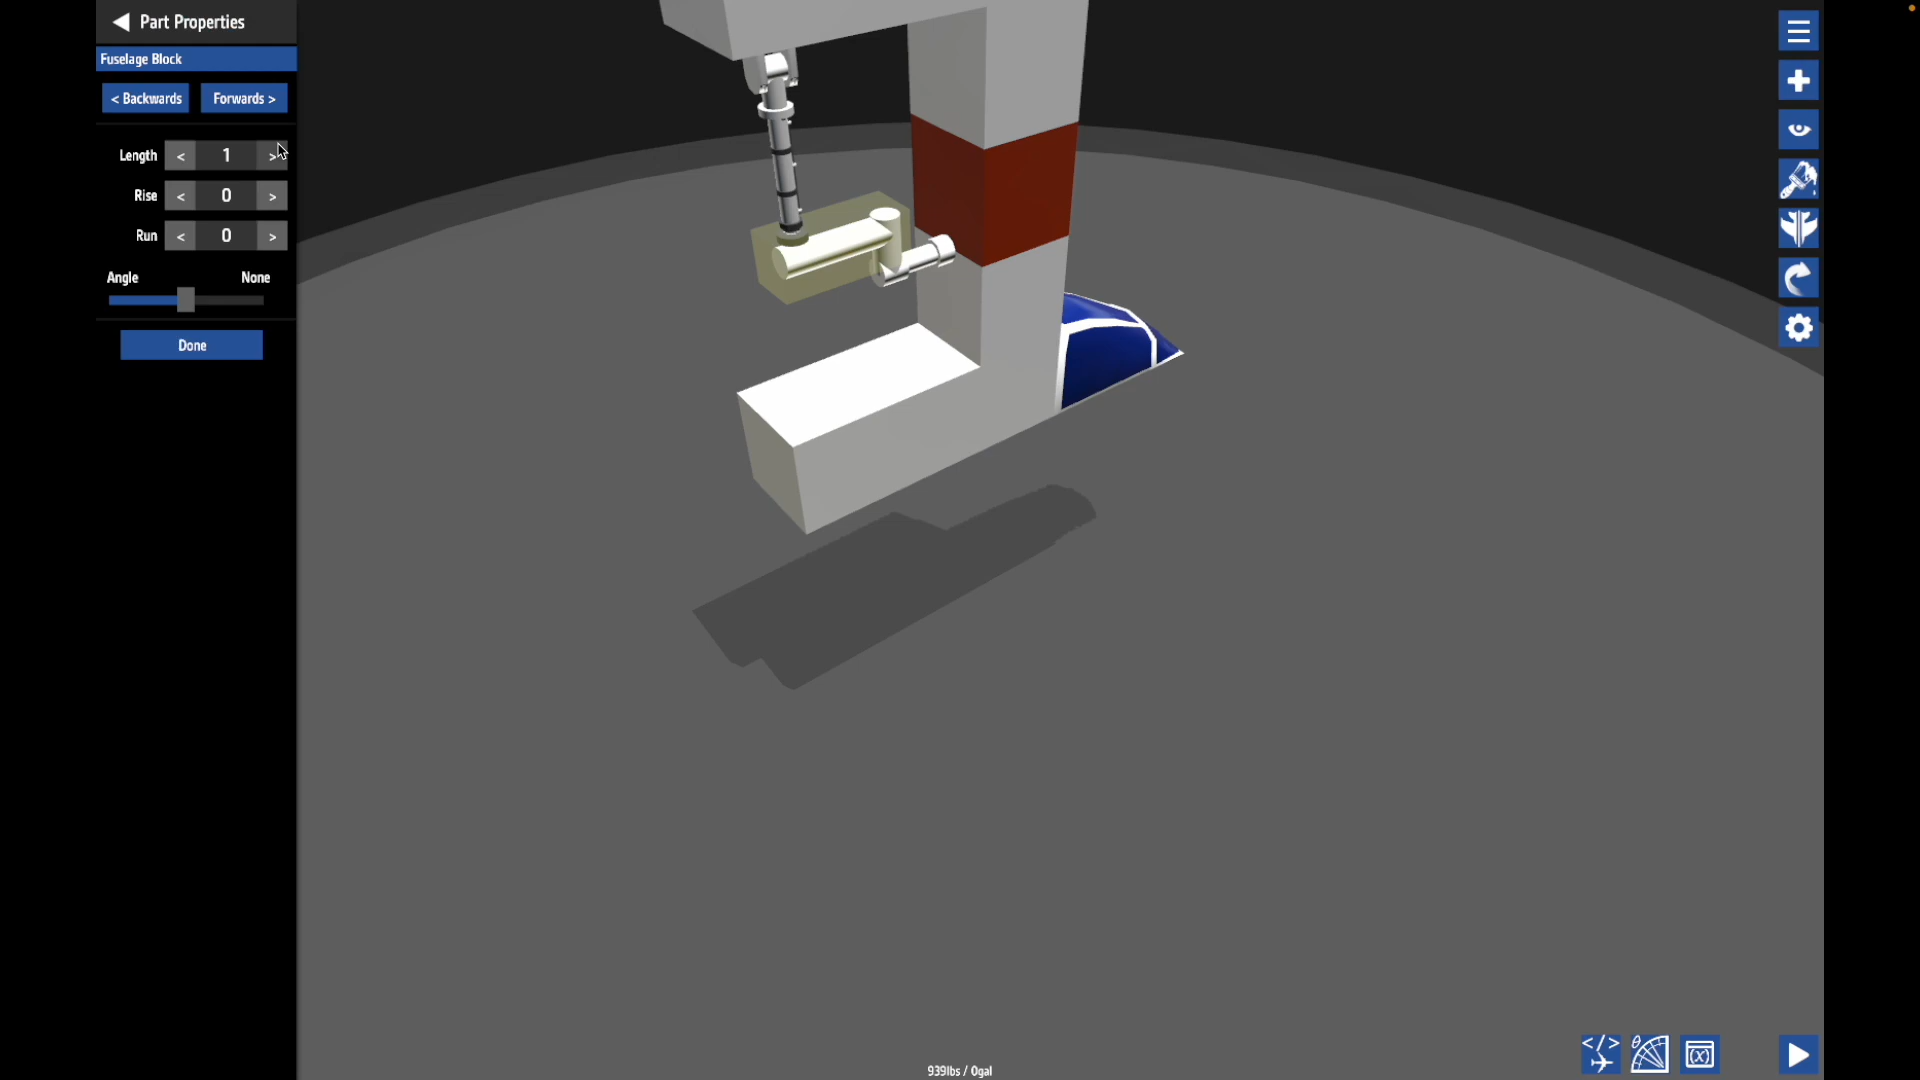 Part Properties
Fuselage Block
< Backwards
Forwards >
Length < 1 >
Rise < 0 >
Run < 0 >
Angle None
Done
</>
(x)
939lbs / 0gal